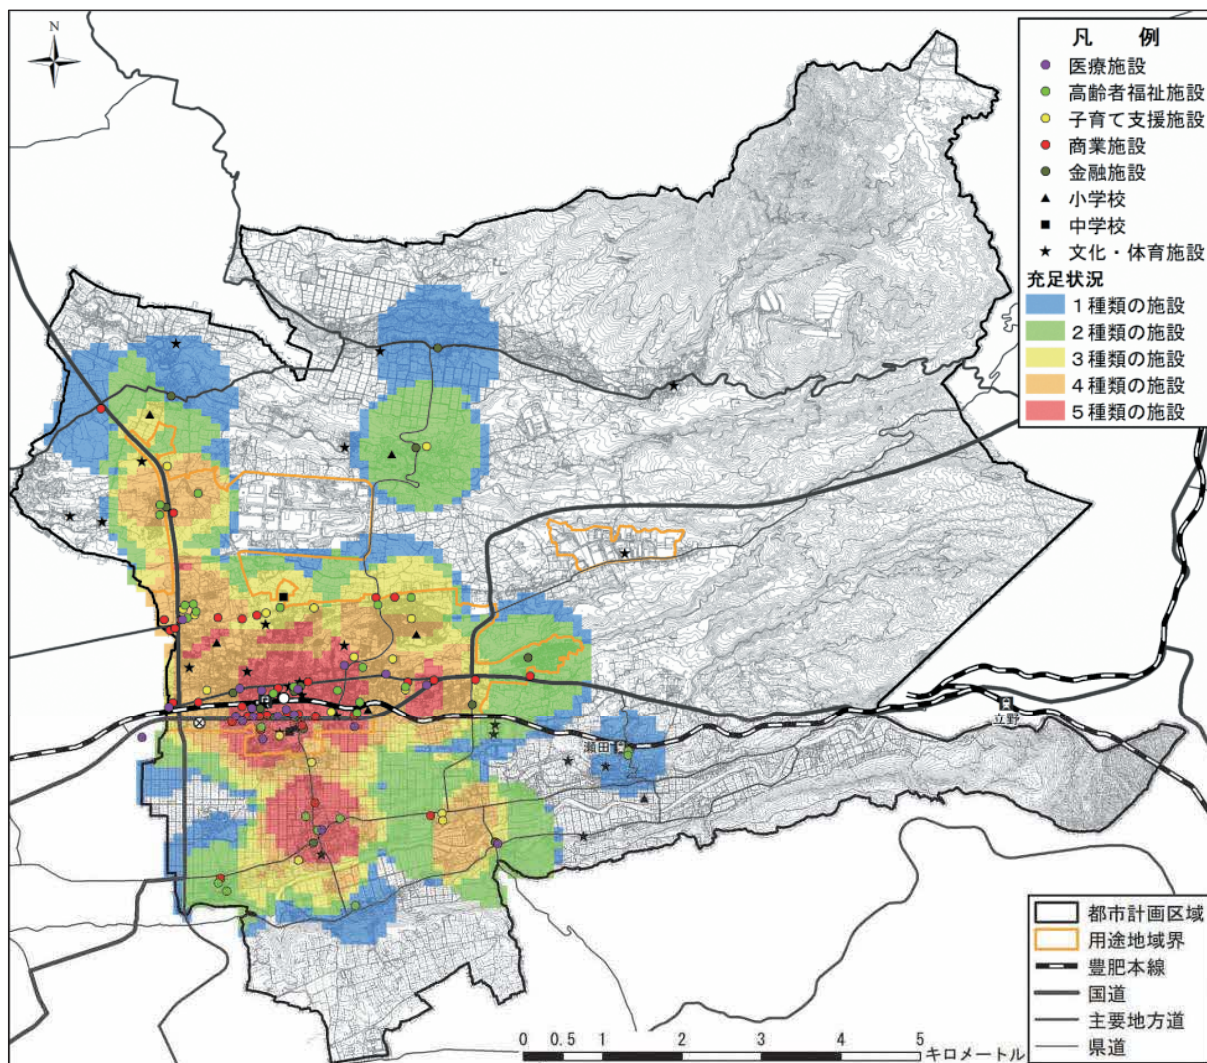 N
凡 例
医療施設
高齢者福祉施設
子育て支援施設
商業施設
金融施設
小学校
中学校
文化・体育施設
充足状況
1種類の施設
2種類の施設
3種類の施設
4種類の施設
5種類の施設
立野
瀬田
都市計画区域
用途地域界
豊肥本線
国道
主要地方道
県道
0 0.5 1 2 3 4 5
キロメートル